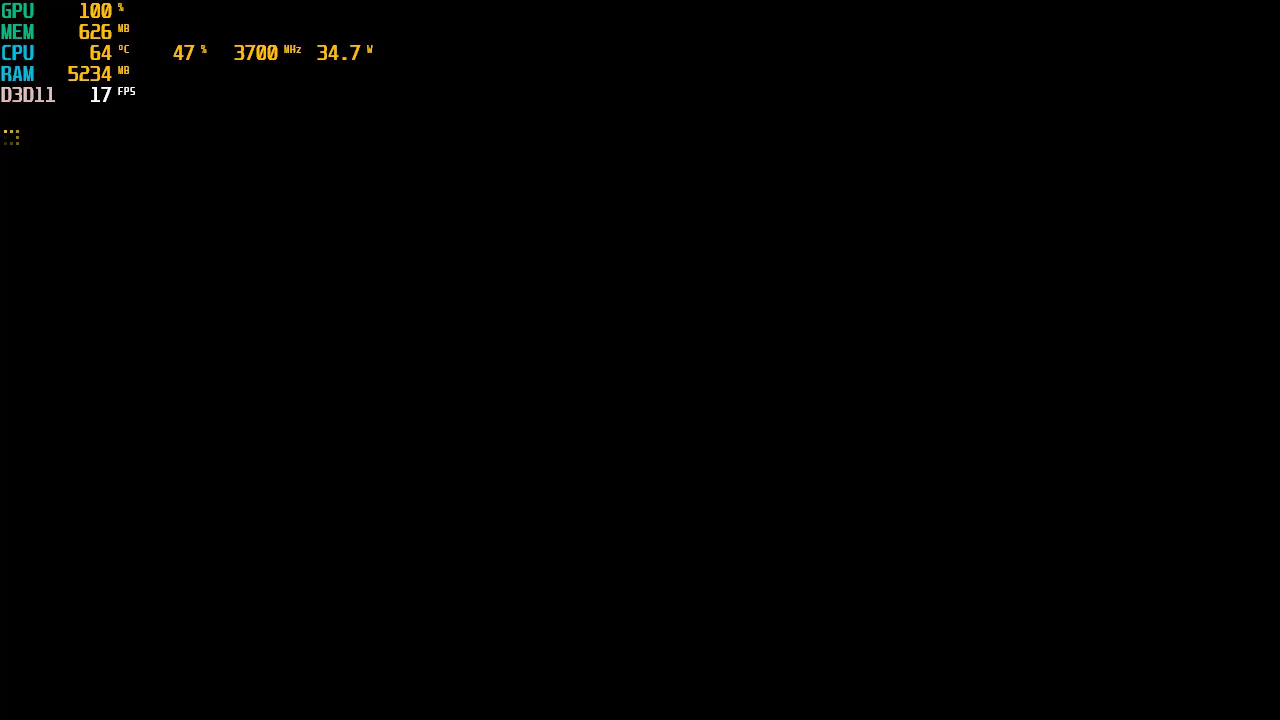 GPU 100 %
MEM 626 MB
CPU 64 °C 47 % 3700 MHz 34.7 W
RAM 5234 MB
D3D11 17 FPS